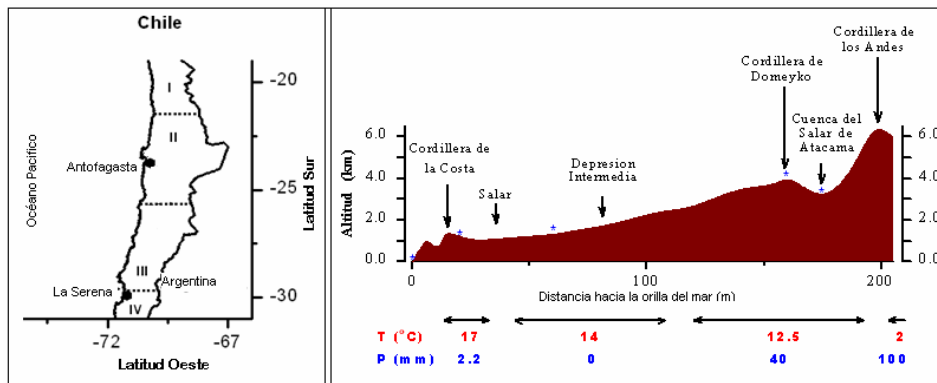 Chile
-20
-25
-30
I
II
III
IV
Antofagasta
La Serena
Argentina
Océano Pacifico
Latitud Sur
-72
-67
Latitud Oeste
Cordillera de
los Andes
Cordillera de
Domeyko
Cuenca del
Salar de
Atacama
Cordillera de
la Costa
Salar
Depresion
Intermedia
Altitud (km)
6.0
4.0
2.0
0.0
6.0
4.0
2.0
0.0
0
100
200
Distancia hacia la orilla del mar (m)
T (°C) 17 14 12.5 2
P (mm) 2.2 0 40 100